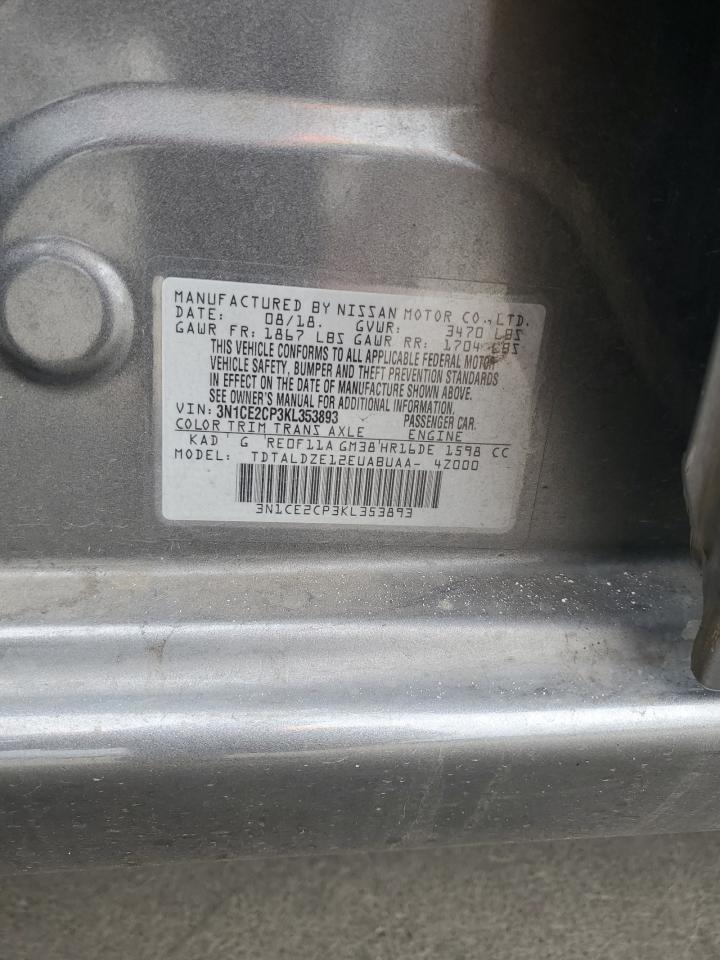 MANUFACTURED BY NISSAN MOTOR CO., LTD.
DATE: 08/18. GVWR: 3470 LBS
GAWR FR: 1867 LBS GAWR RR: 1704 LBS
THIS VEHICLE CONFORMS TO ALL APPLICABLE FEDERAL MOTOR
VEHICLE SAFETY, BUMPER AND THEFT PREVENTION STANDARDS
IN EFFECT ON THE DATE OF MANUFACTURE SHOWN ABOVE.
SEE OWNER'S MANUAL FOR ADDITIONAL INFORMATION.
VIN: 3N1CE2CP3KL353893 PASSENGER CAR.
COLOR TRIM TRANS AXLE ENGINE
KAD G RE0F11A GM38 HR16DE 1598 CC
MODEL: TDTALDZE12EUABUAA- 4Z000
3N1CE2CP3KL353893